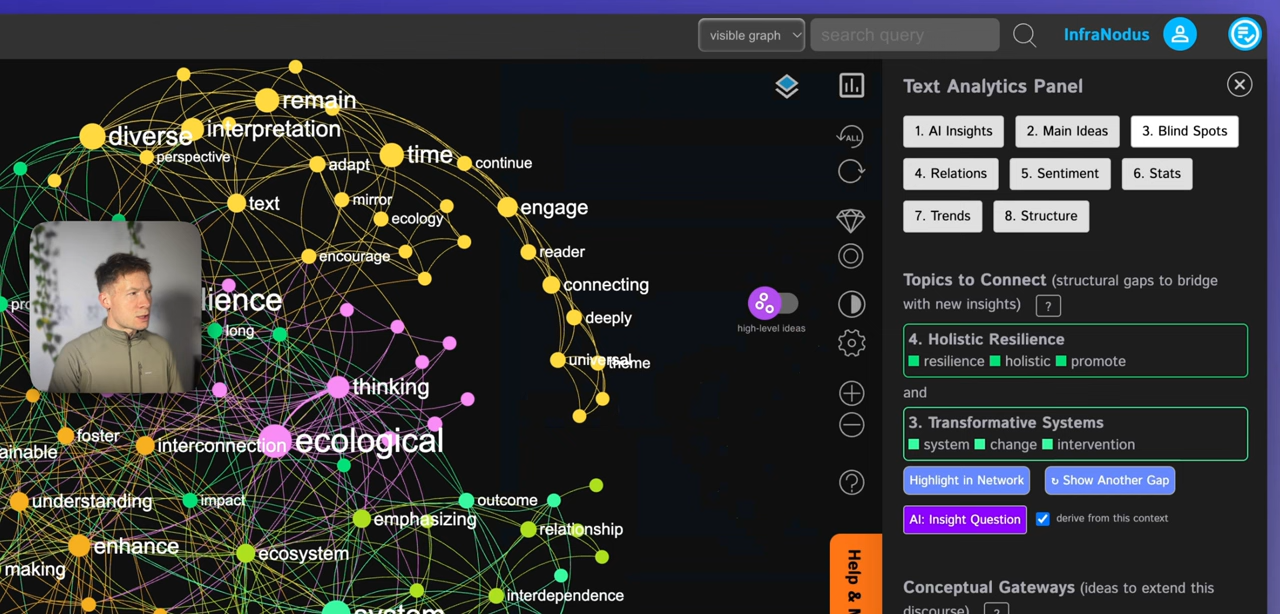 visible graph
search query
InfraNodus
remain
diverse
interpretation
perspective
adapt
time
continue
text
mirror
ecology
engage
encourage
reader
connecting
deeply
universal
theme
long
thinking
ecological
foster
interconnection
understanding
impact
outcome
emphasizing
relationship
enhance
ecosystem
making
interdependence
high-level ideas
ALL
Help &
Text Analytics Panel
1. AI Insights
2. Main Ideas
3. Blind Spots
4. Relations
5. Sentiment
6. Stats
7. Trends
8. Structure
Topics to Connect (structural gaps to bridge
with new insights) ?
4. Holistic Resilience
resilience holistic promote
and
3. Transformative Systems
system change intervention
Highlight in Network
↻ Show Another Gap
AI: Insight Question
derive from this context
Conceptual Gateways (ideas to extend this
discourse) ?